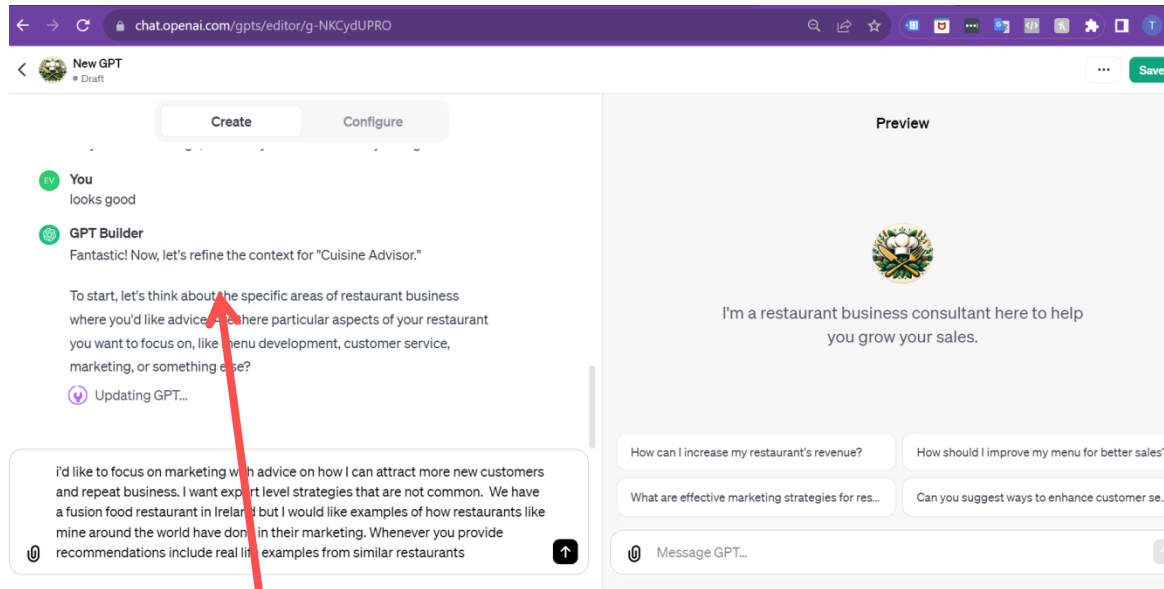 chat.openai.com/gpts/editor/g-NKCydUPRO
T
New GPT
Draft
Save
Create
Configure
Preview
EV
You
looks good
GPT Builder
Fantastic! Now, let's refine the context for "Cuisine Advisor."
To start, let's think about the specific areas of restaurant business
where you'd like advice. there particular aspects of your restaurant
you want to focus on, like menu development, customer service,
marketing, or something else?
Updating GPT...
i'd like to focus on marketing with advice on how I can attract more new customers
and repeat business. I want expert level strategies that are not common. We have
a fusion food restaurant in Ireland but I would like examples of how restaurants like
mine around the world have done in their marketing. Whenever you provide
recommendations include real life examples from similar restaurants
I'm a restaurant business consultant here to help
you grow your sales.
How can I increase my restaurant's revenue?
How should I improve my menu for better sales?
What are effective marketing strategies for res...
Can you suggest ways to enhance customer se...
Message GPT...